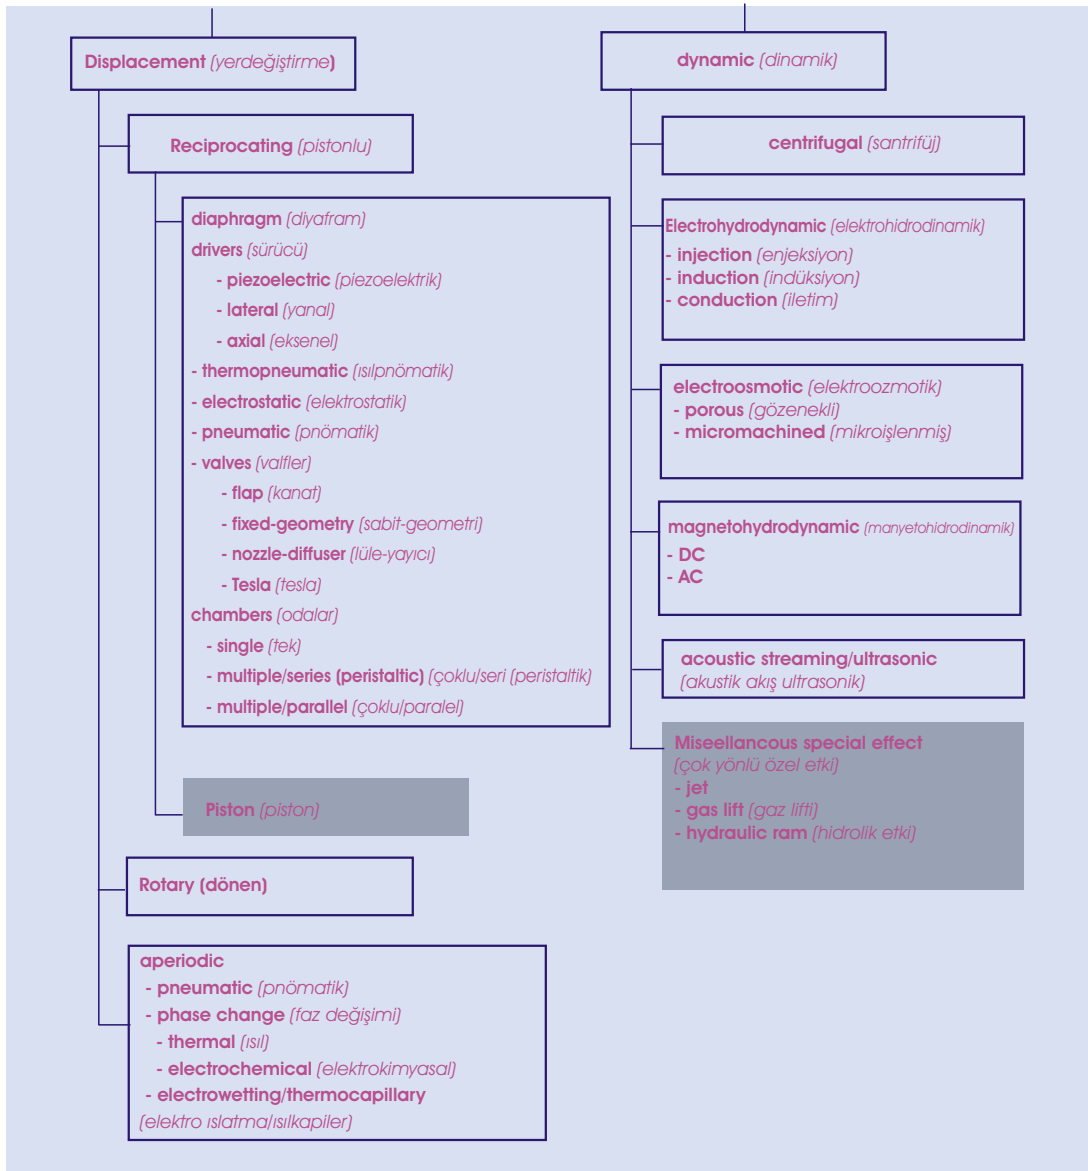 Displacement (yerdeğiştirme)
Reciprocating (pistonlu)
diaphragm (diyafram)
drivers (sürücü)
- piezoelectric (piezoelektrik)
- lateral (yanal)
- axial (eksenel)
- thermopneumatic (ısılpnömatik)
- electrostatic (elektrostatik)
- pneumatic (pnömatik)
- valves (valfler)
- flap (kanat)
- fixed-geometry (sabit-geometri)
- nozzle-diffuser (lüle-yayıcı)
- Tesla (tesla)
chambers (odalar)
- single (tek)
- multiple/series (peristaltic) (çoklu/seri (peristaltik)
- multiple/parallel (çoklu/paralel)
Piston (piston)
Rotary (dönen)
aperiodic
- pneumatic (pnömatik)
- phase change (faz değişimi)
- thermal (ısıl)
- electrochemical (elektrokimyasal)
- electrowetting/thermocapillary
(elektro ıslatma/ısılkapiler)
dynamic (dinamik)
centrifugal (santrifüj)
Electrohydrodynamic (elektrohidrodinamik)
- injection (enjeksiyon)
- induction (indüksiyon)
- conduction (iletim)
electroosmotic (elektroozmotik)
- porous (gözenekli)
- micromachined (mikroişlenmiş)
magnetohydrodynamic (manyetohidrodinamik)
- DC
- AC
acoustic streaming/ultrasonic
(akustik akış ultrasonik)
Miseellancous special effect
(çok yönlü özel etki)
- jet
- gas lift (gaz lifti)
- hydraulic ram (hidrolik etki)